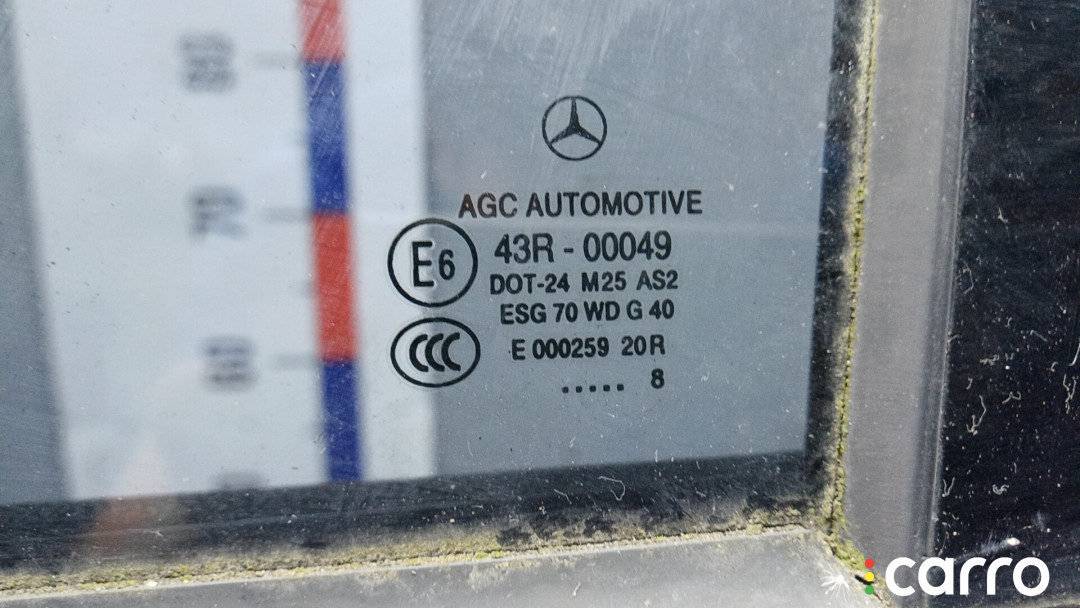 AGC AUTOMOTIVE
E6 43R - 00049
DOT-24 M25 AS2
ESG 70 WD G 40
CCC E 000259 20R
..... 8
carro